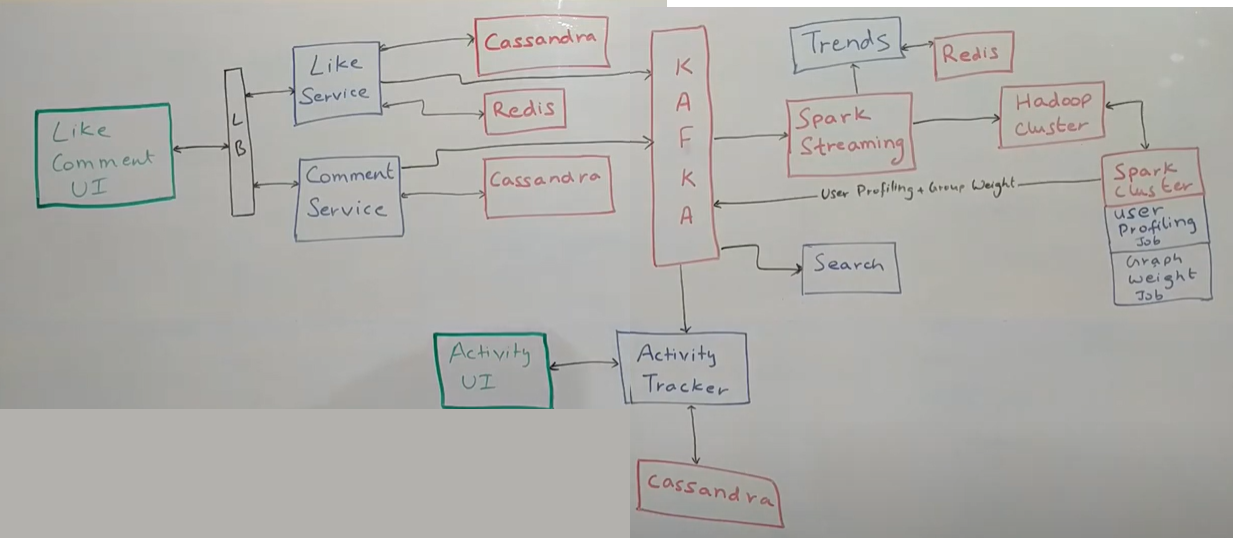 Like
Comment
UI
L
B
Like
Service
Cassandra
Redis
Comment
Service
Cassandra
K
A
F
K
A
Trends
Redis
Spark
Streaming
Hadoop
Cluster
Spark
Cluster
User
Profiling
Job
Graph
Weight
Job
User Profiling + Group Weight
Search
Activity
UI
Activity
Tracker
Cassandra